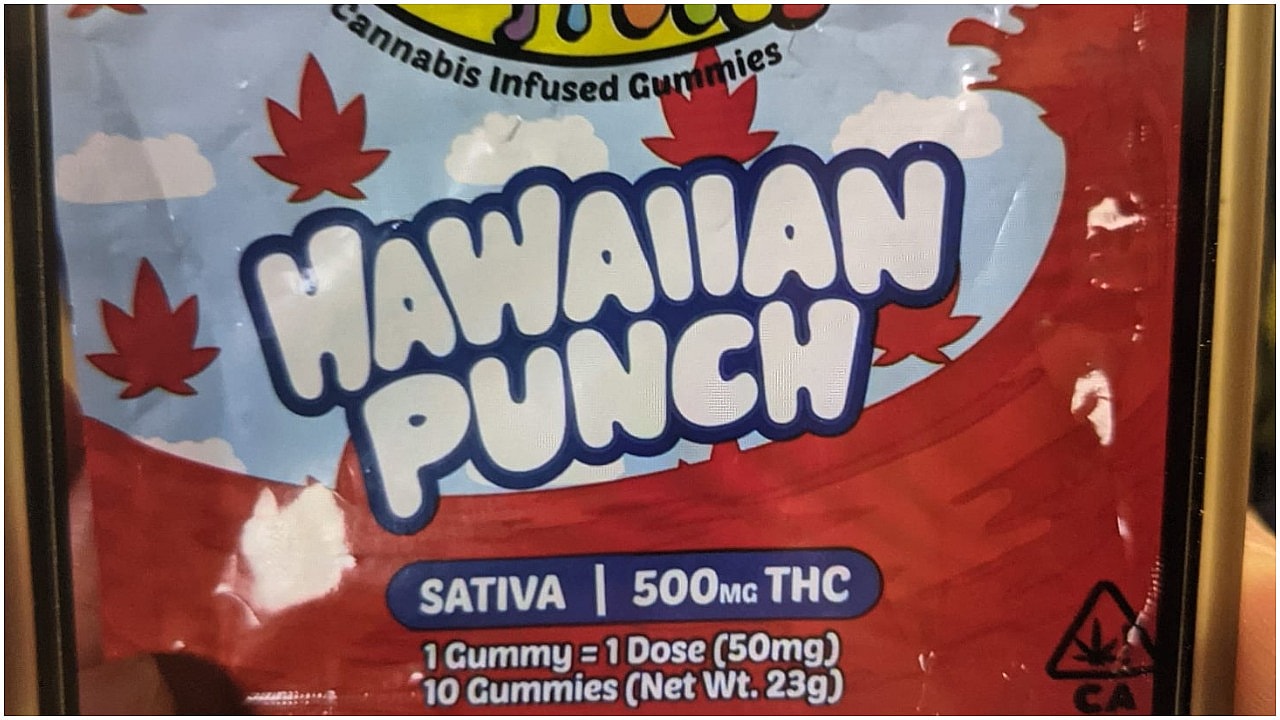 Cannabis Infused Gummies
HAWAIIAN
PUNCH
SATIVA | 500MG THC
1 Gummy = 1 Dose (50mg)
10 Gummies (Net Wt. 23g)
CA